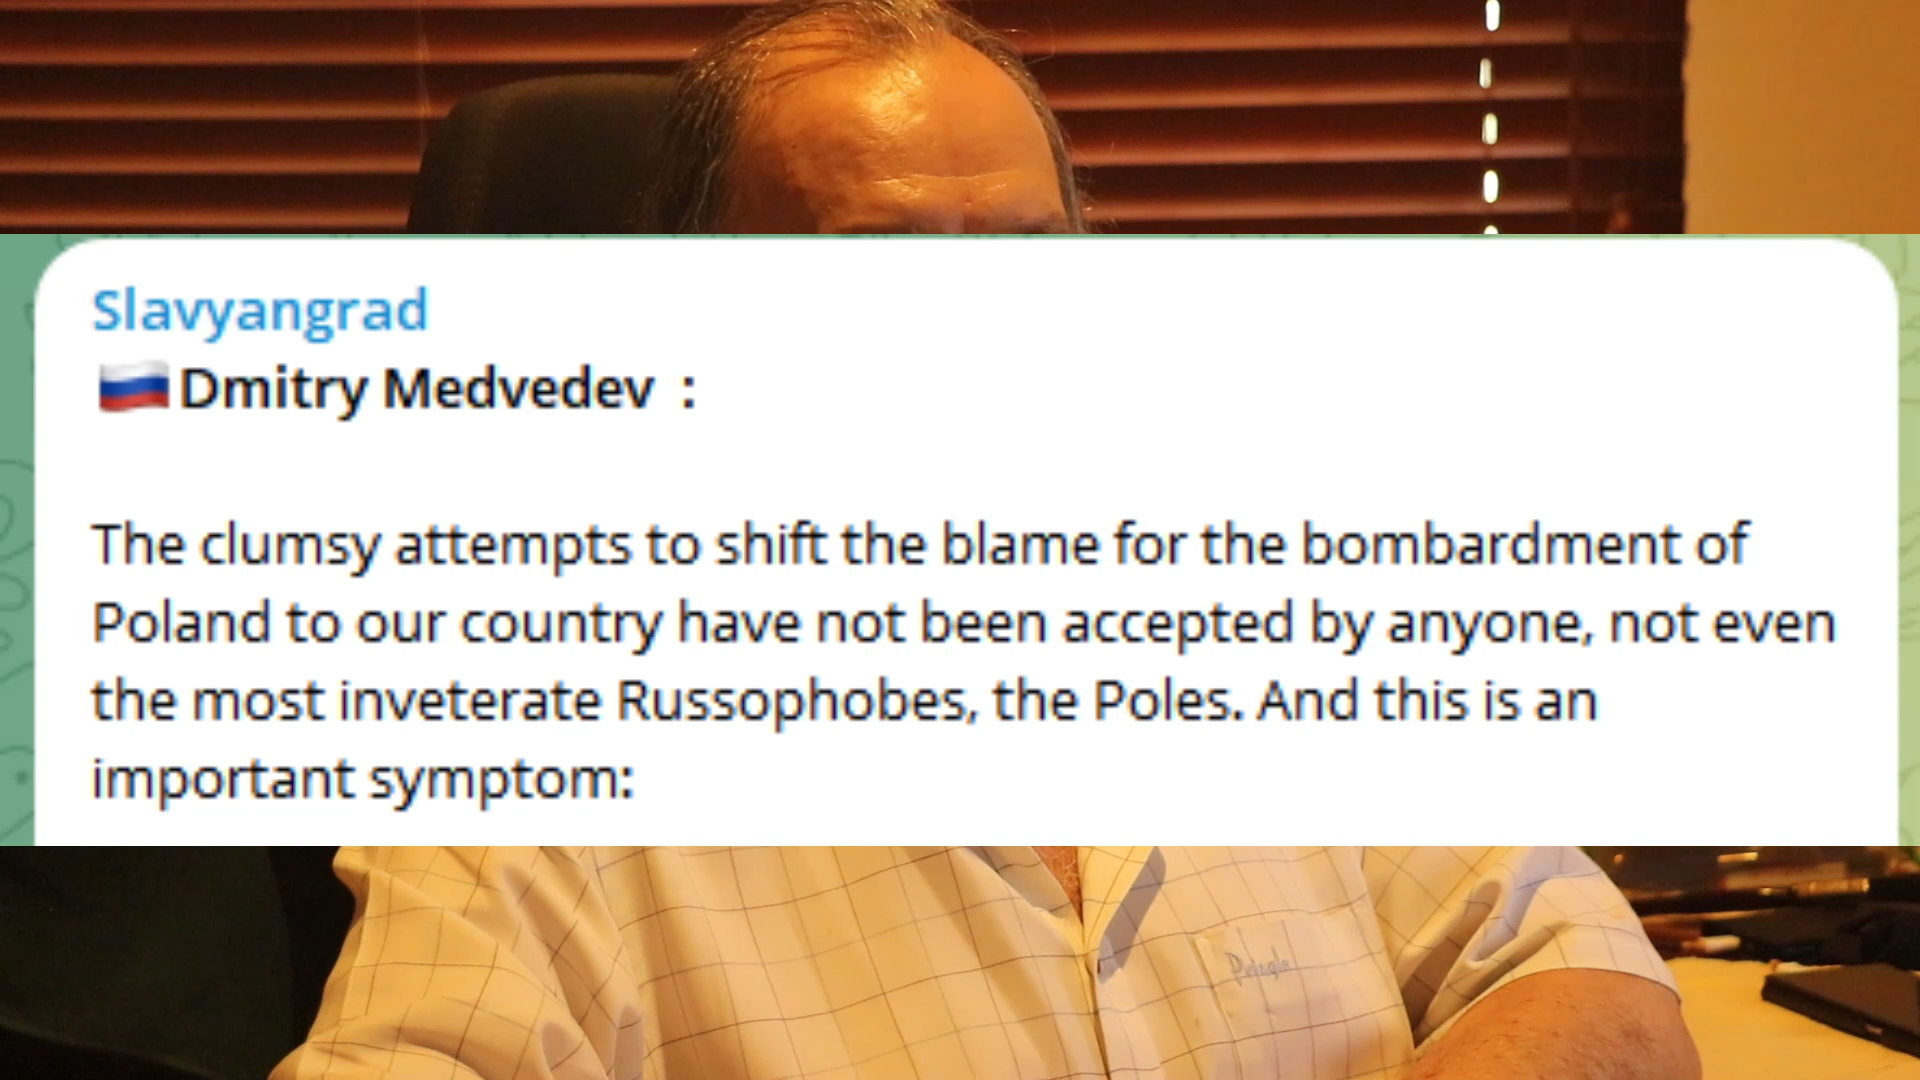 Slavyangrad
🇷🇺 Dmitry Medvedev :
The clumsy attempts to shift the blame for the bombardment of
Poland to our country have not been accepted by anyone, not even
the most inveterate Russophobes, the Poles. And this is an
important symptom:
Pringle